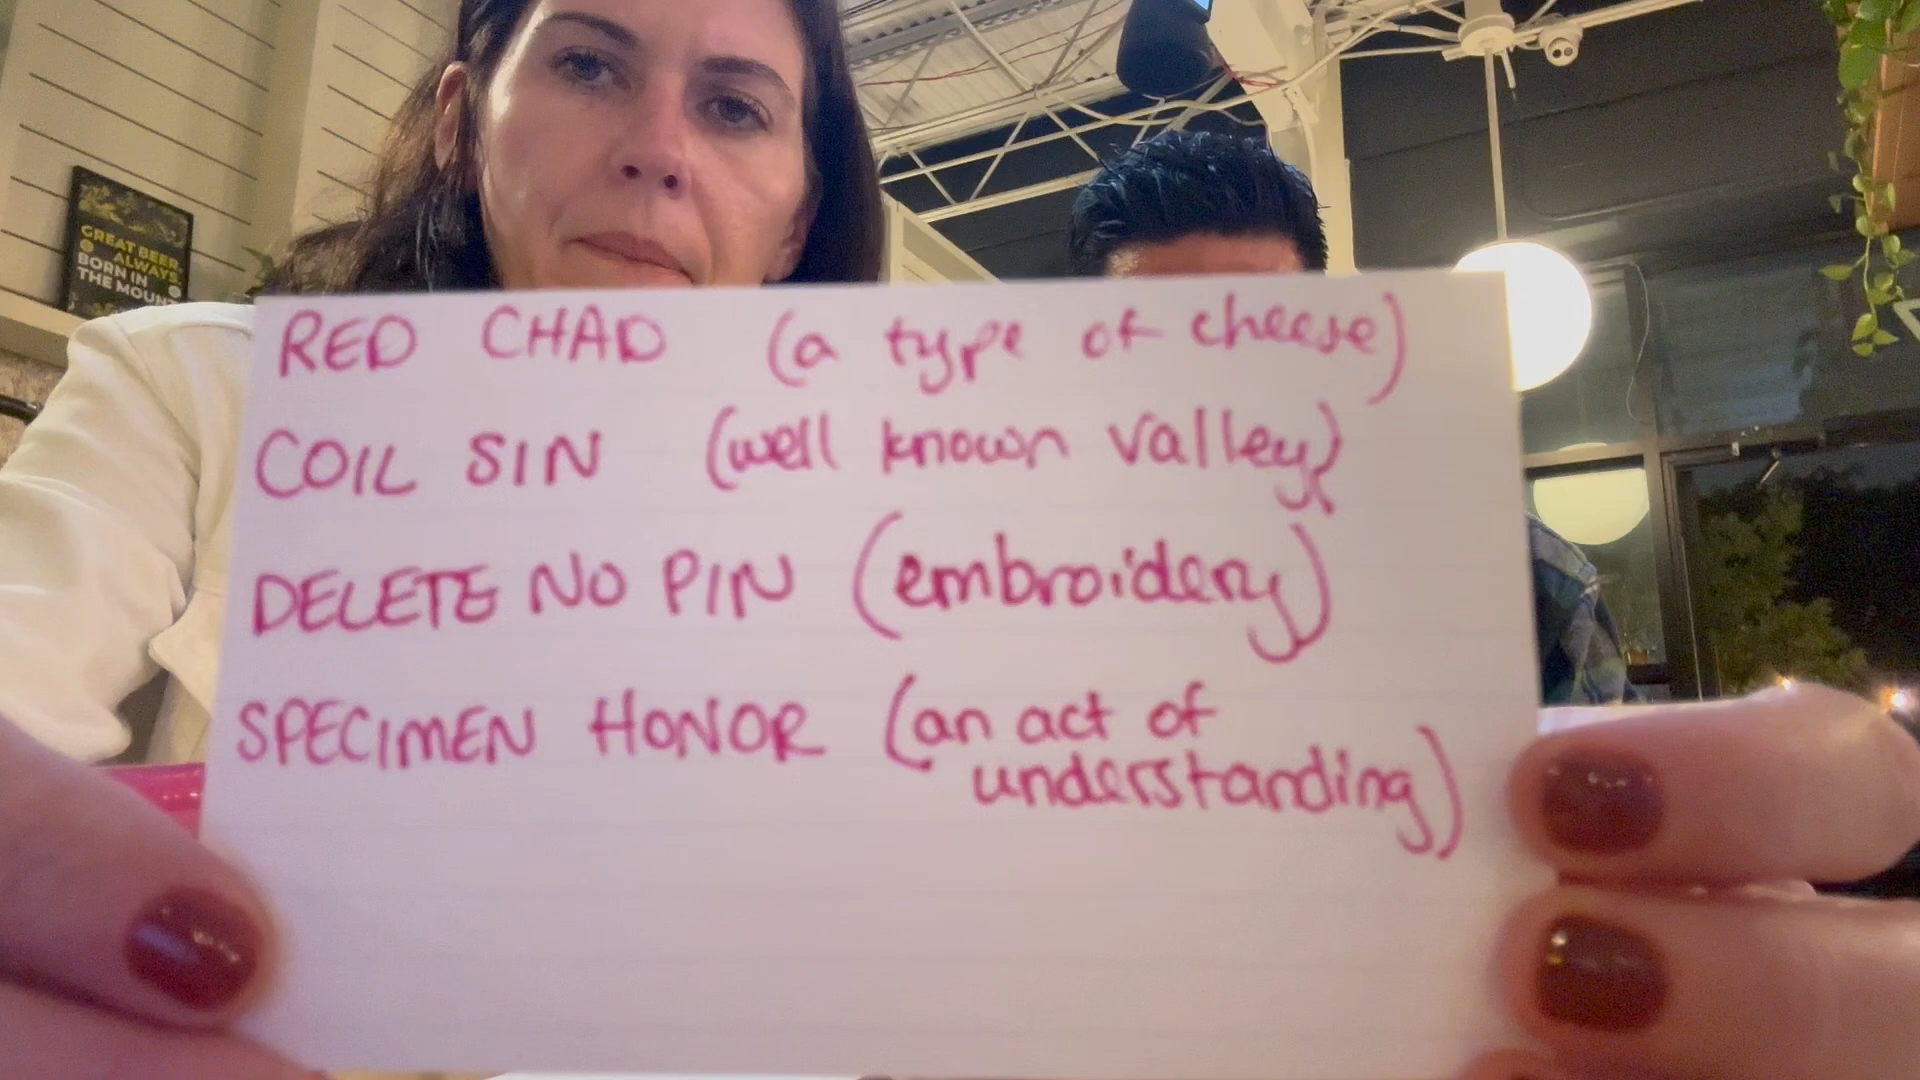 GREAT BEER,
ALWAYS
BORN IN
THE MOUNT
RED CHAD (a type of cheese)
COIL SIN (well known valley)
DELETE NO PIN (embroidery)
SPECIMEN HONOR (an act of
understanding)